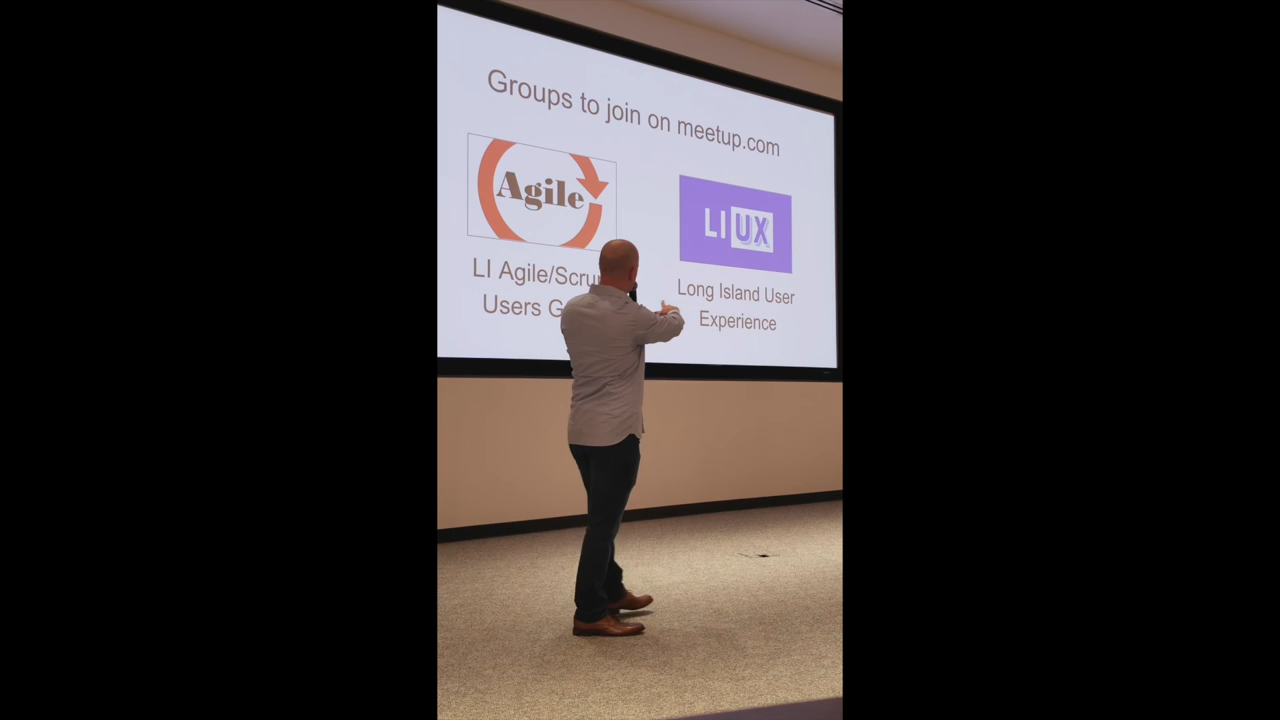 Groups to join on meetup.com
Agile
LI UX
LI Agile/Scru
Users G
Long Island User
Experience